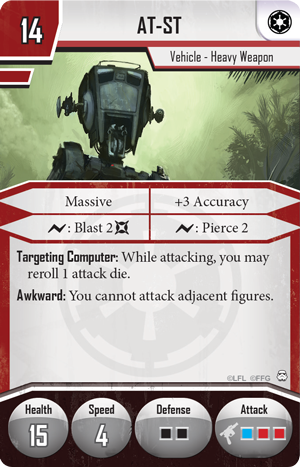 14
AT-ST
Vehicle - Heavy Weapon
Massive
+3 Accuracy
: Blast 2
: Pierce 2
Targeting Computer: While attacking, you may
reroll 1 attack die.
Awkward: You cannot attack adjacent figures.
©LFL ©FFG
Health
Speed
Defense
Attack
15
4